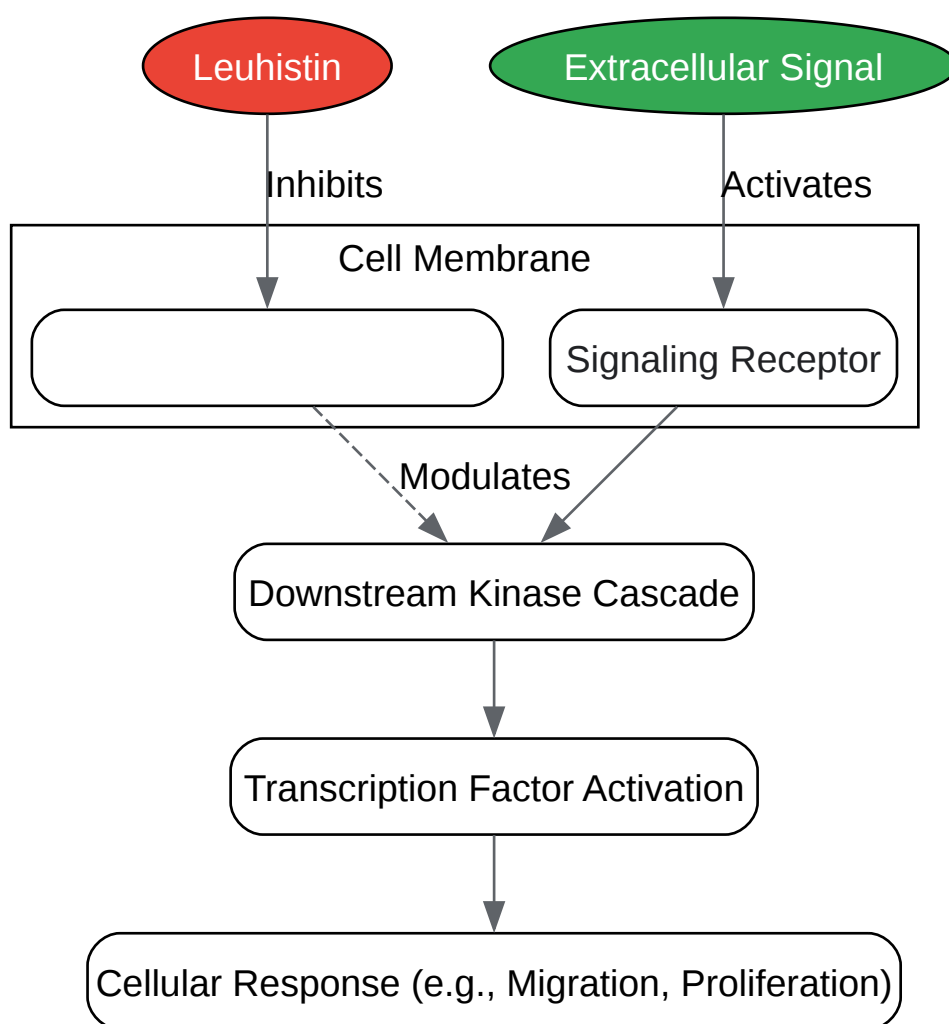 Leuhistin
Extracellular Signal
Inhibits
Activates
Cell Membrane
Signaling Receptor
Modulates
Downstream Kinase Cascade
Transcription Factor Activation
Cellular Response (e.g., Migration, Proliferation)